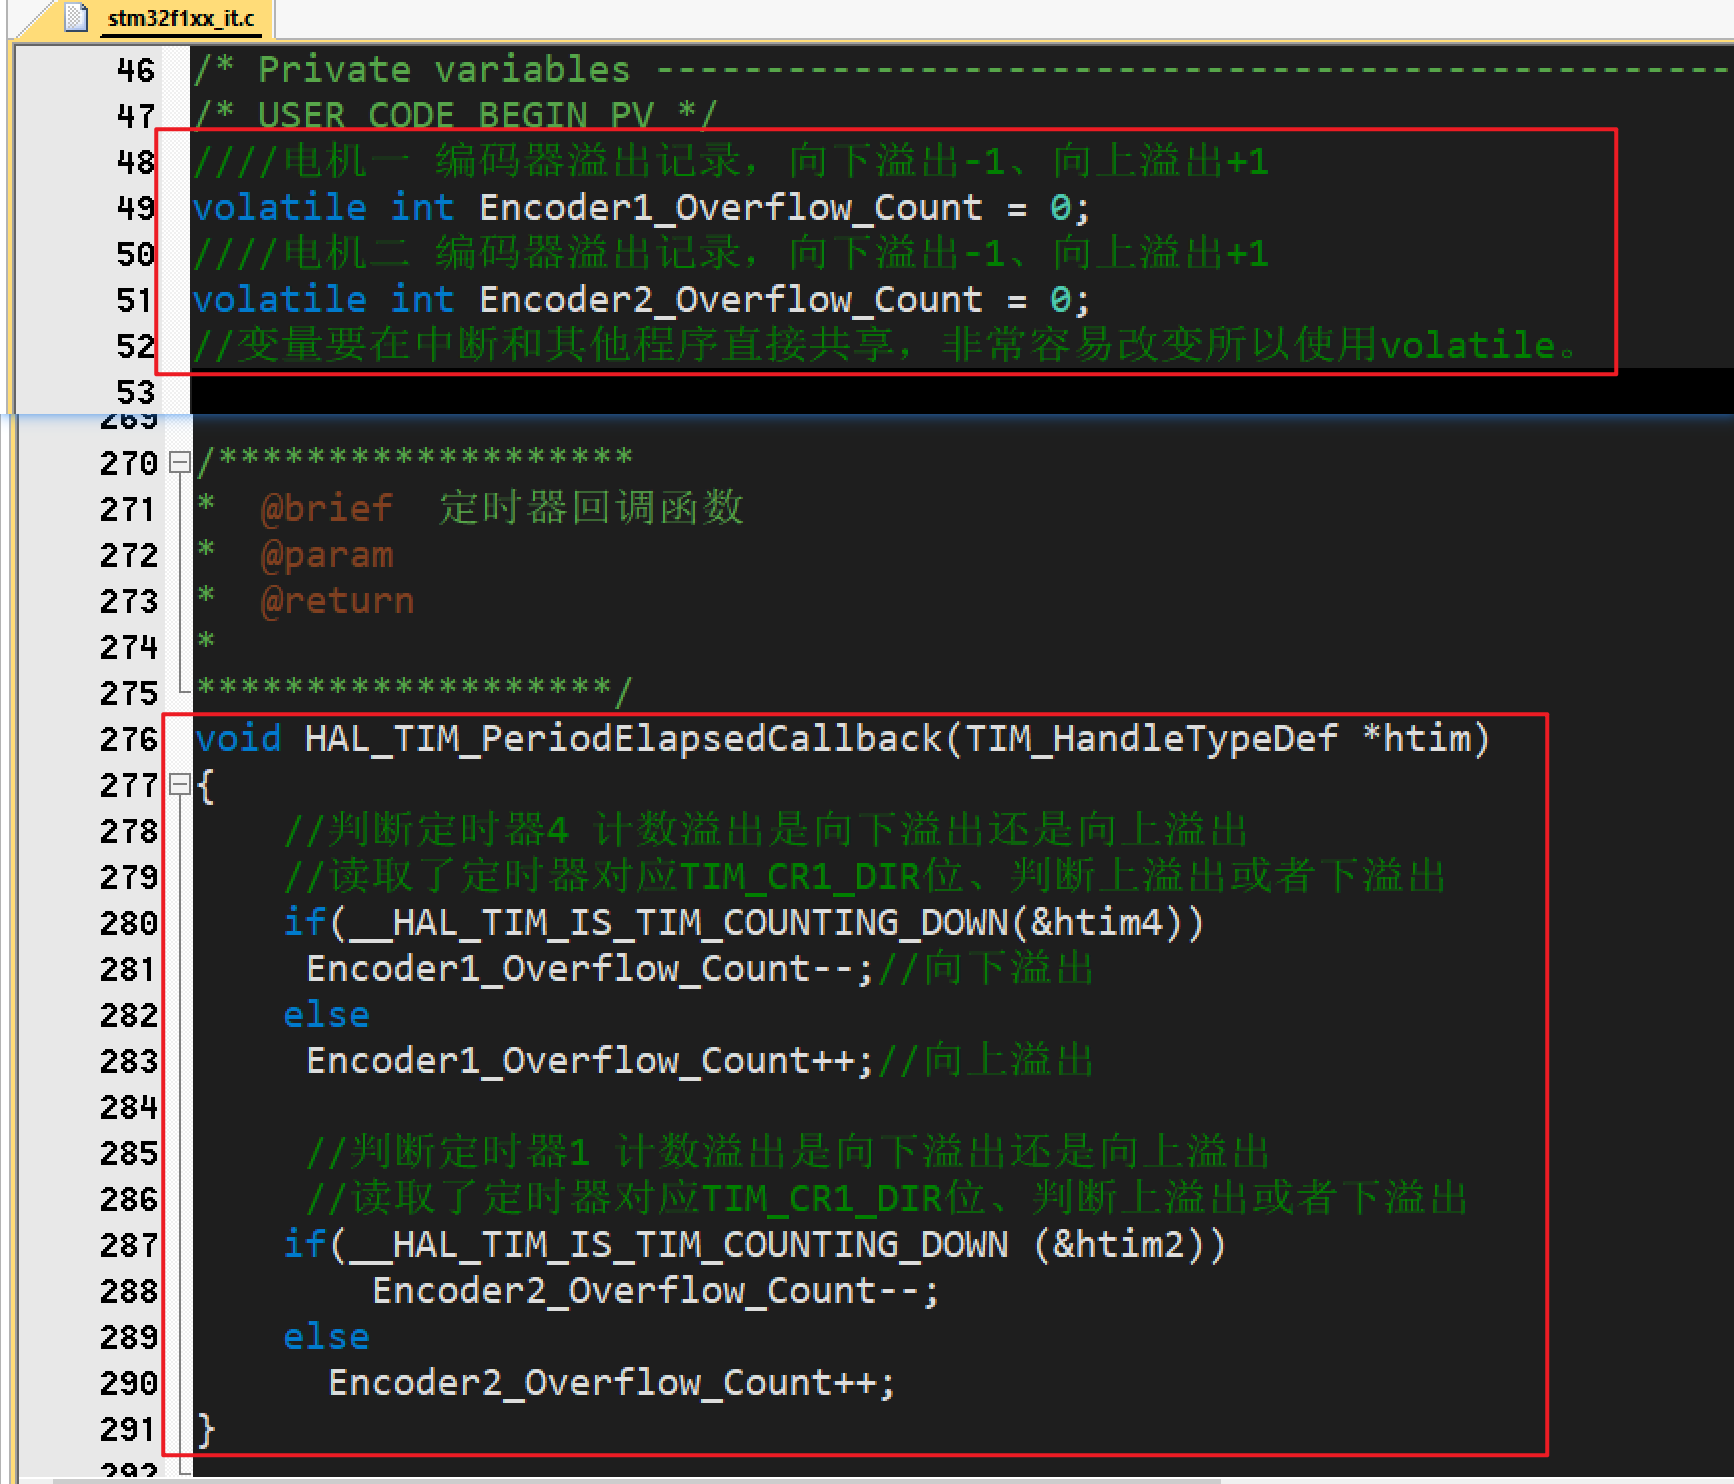 stm32f1xx_it.c
46 /* Private variables -------------------------------------------------
47 /* USER CODE BEGIN PV */
48 ////电机一 编码器溢出记录，向下溢出-1、向上溢出+1
49 volatile int Encoder1_Overflow_Count = 0;
50 ////电机二 编码器溢出记录，向下溢出-1、向上溢出+1
51 volatile int Encoder2_Overflow_Count = 0;
52 //变量要在中断和其他程序直接共享，非常容易改变所以使用volatile。
53
269
270 /*******************
271 *  @brief  定时器回调函数
272 *  @param
273 *  @return
274 *
275 *******************/
276 void HAL_TIM_PeriodElapsedCallback(TIM_HandleTypeDef *htim)
277 {
278     //判断定时器4 计数溢出是向下溢出还是向上溢出
279     //读取了定时器对应TIM_CR1_DIR位、判断上溢出或者下溢出
280     if(__HAL_TIM_IS_TIM_COUNTING_DOWN(&htim4))
281      Encoder1_Overflow_Count--;//向下溢出
282     else
283      Encoder1_Overflow_Count++;//向上溢出
284
285      //判断定时器1 计数溢出是向下溢出还是向上溢出
286      //读取了定时器对应TIM_CR1_DIR位、判断上溢出或者下溢出
287     if(__HAL_TIM_IS_TIM_COUNTING_DOWN (&htim2))
288         Encoder2_Overflow_Count--;
289     else
290       Encoder2_Overflow_Count++;
291 }
292